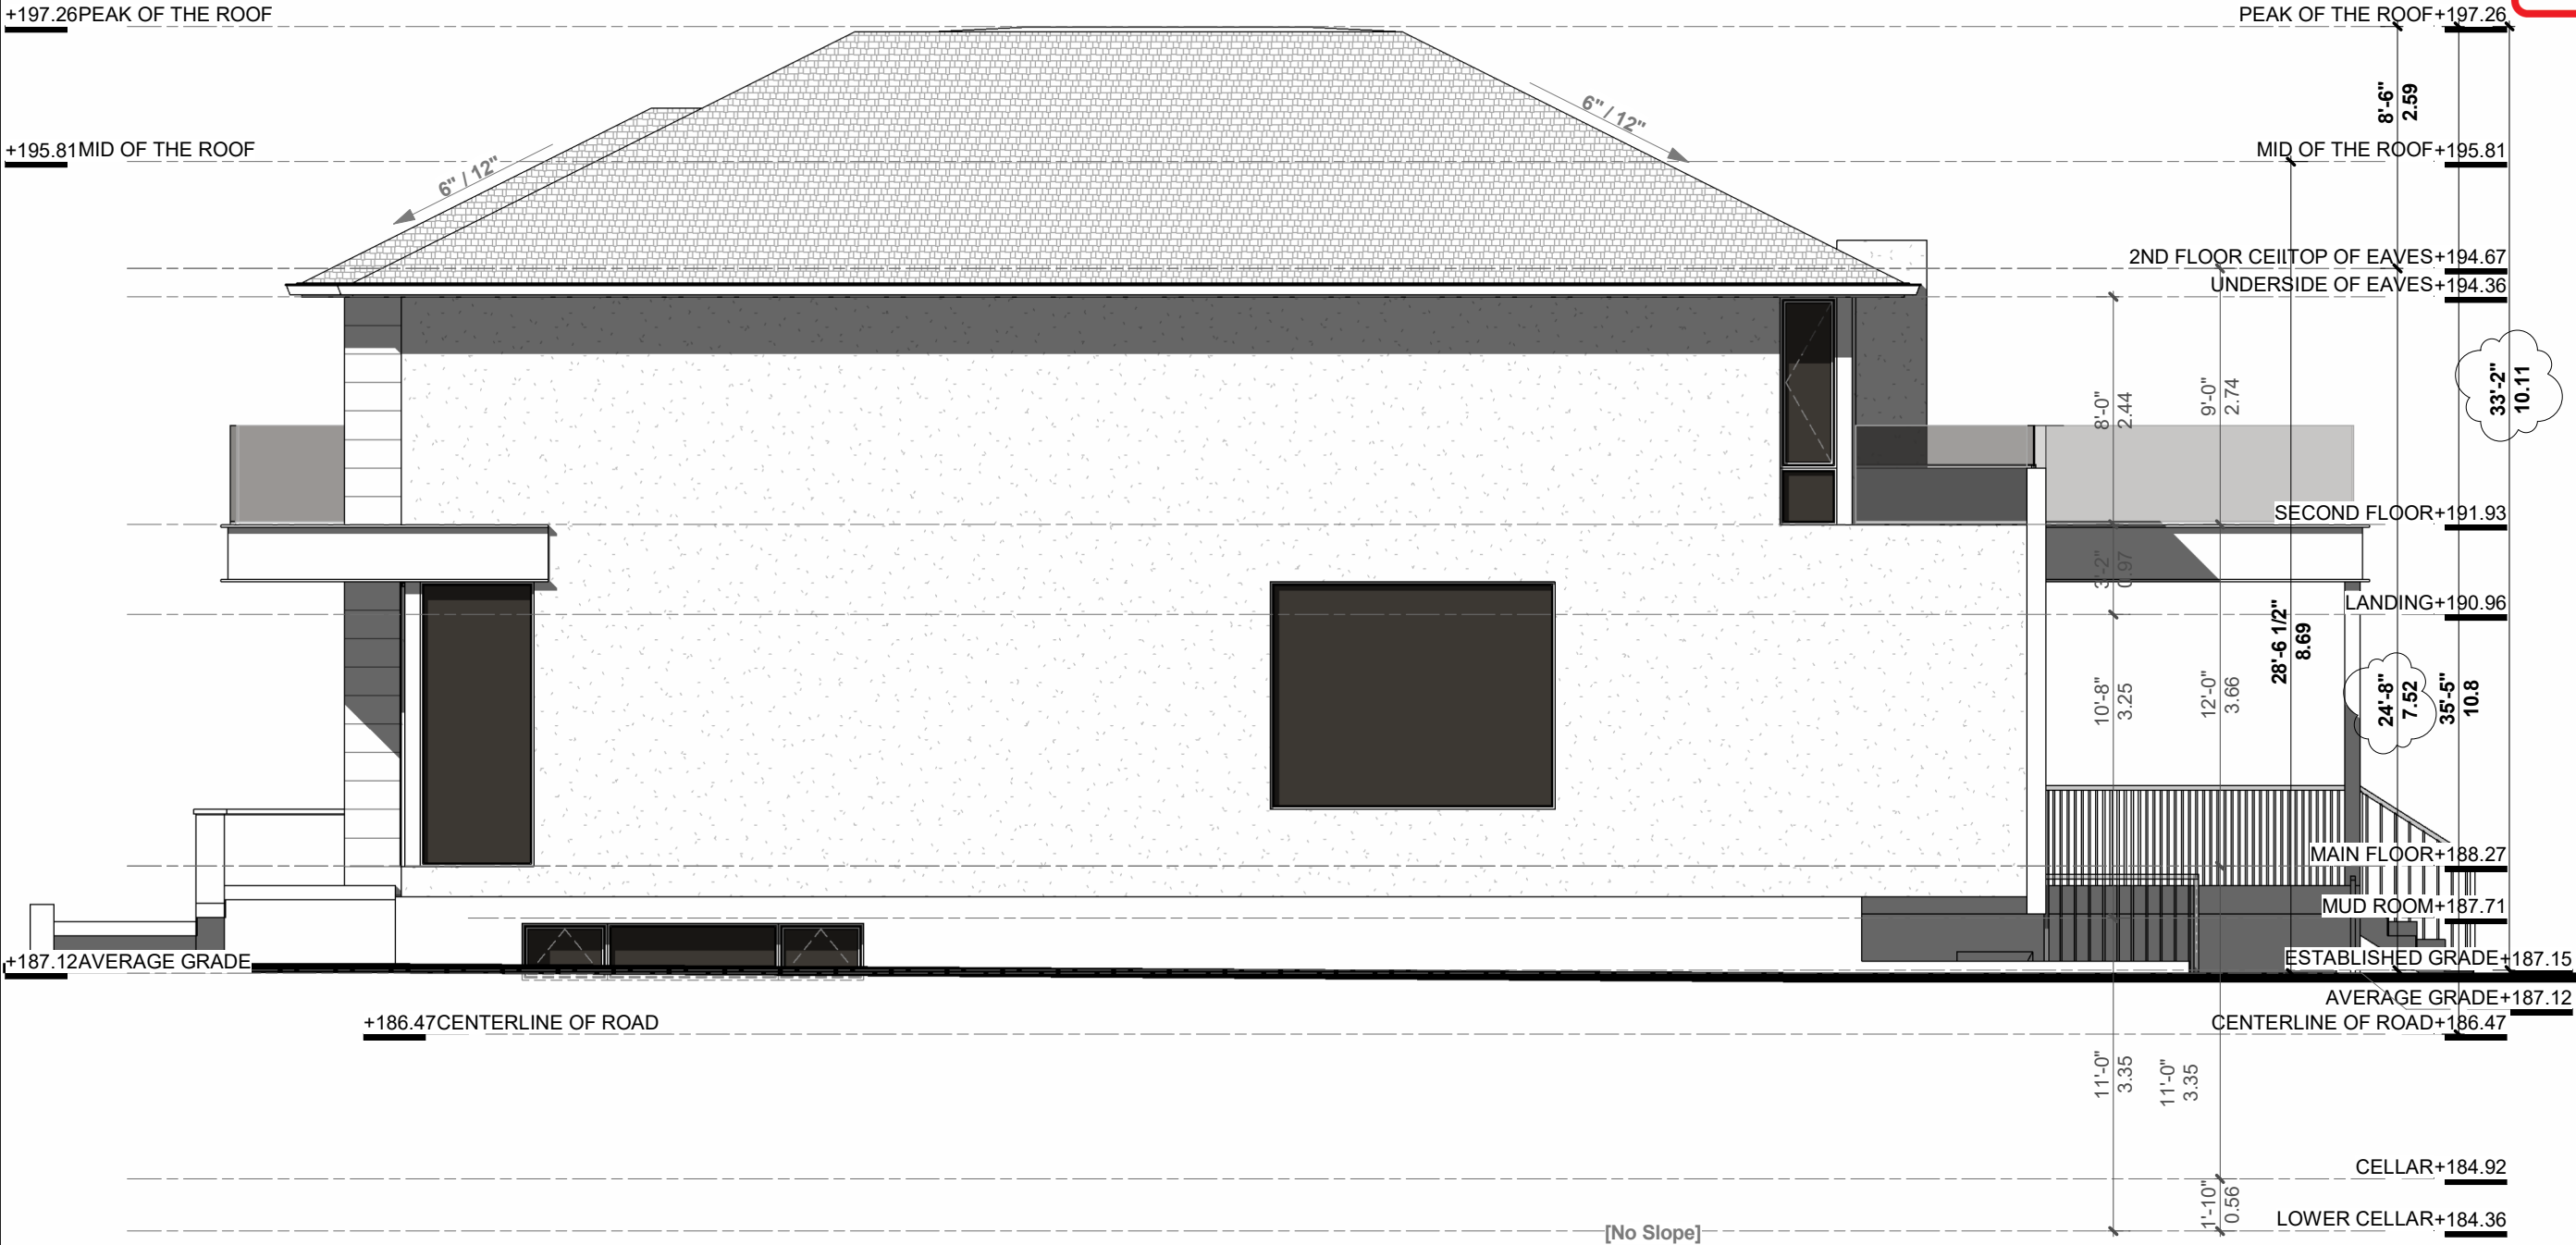 +197.26PEAK OF THE ROOF
PEAK OF THE ROOF+197.26
8'-6"
2.59
6" / 12"
6" / 12"
+195.81MID OF THE ROOF
MID OF THE ROOF+195.81
2ND FLOOR CEILTOP OF EAVES+194.67
UNDERSIDE OF EAVES+194.36
33'-2"
10.11
8'-0"
2.44
9'-0"
2.74
SECOND FLOOR+191.93
3'-2"
0.97
LANDING+190.96
28'-6 1/2"
8.69
10'-8"
3.25
12'-0"
3.66
24'-8"
7.52
35'-5"
10.8
MAIN FLOOR+188.27
MUD ROOM+187.71
+187.12AVERAGE GRADE
ESTABLISHED GRADE+187.15
AVERAGE GRADE+187.12
+186.47CENTERLINE OF ROAD
CENTERLINE OF ROAD+186.47
11'-0"
3.35
11'-0"
3.35
CELLAR+184.92
1'-10"
0.56
[No Slope]
LOWER CELLAR+184.36